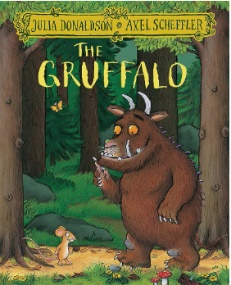 JULIA DONALDSON • AXEL SCHEFFLER
THE
GRUFFALO